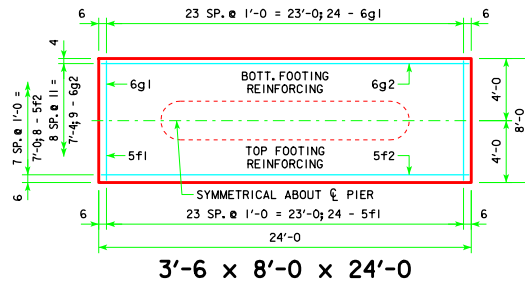 6
23 SP.@ 1'-0 = 23'-0; 24 - 6g1
6
4
BOTT. FOOTING
REINFORCING
6g1
6g2
7 SP.@ 1'-0 =
7'-0; 8 - 5f2
8 SP.@ 11 =
7'-4; 9 - 6g2
4'-0
4'-0
8'-0
TOP FOOTING
REINFORCING
5f1
5f2
6
SYMMETRICAL ABOUT ℄ PIER
6
23 SP.@ 1'-0 = 23'-0; 24 - 5f1
6
24'-0
3'-6 x 8'-0 x 24'-0